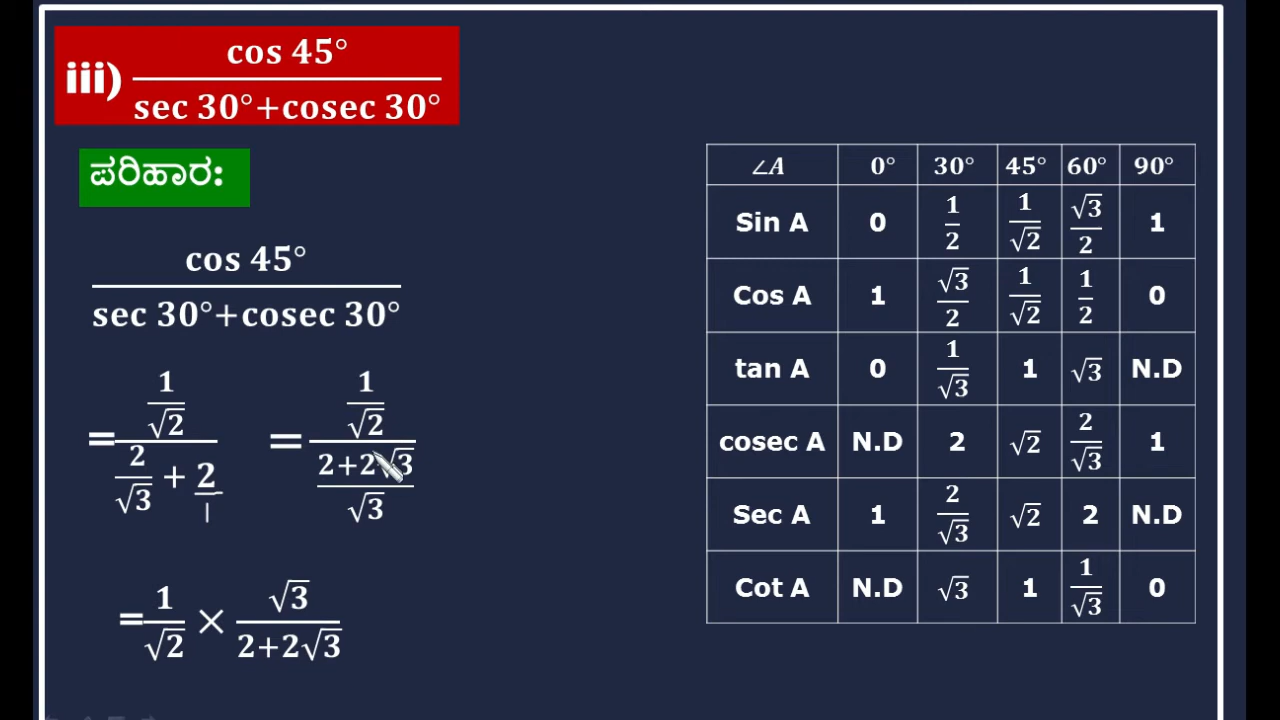 iii) cos 45° / sec 30°+cosec 30°
ಪರಿಹಾರ:
cos 45° / sec 30°+cosec 30°
= (1/√2) / (2/√3 + 2/1) = (1/√2) / ((2+2√3)/√3)
= 1/√2 × √3/(2+2√3)
∠A 0° 30° 45° 60° 90°
Sin A 0 1/2 1/√2 √3/2 1
Cos A 1 √3/2 1/√2 1/2 0
tan A 0 1/√3 1 √3 N.D
cosec A N.D 2 √2 2/√3 1
Sec A 1 2/√3 √2 2 N.D
Cot A N.D √3 1 1/√3 0